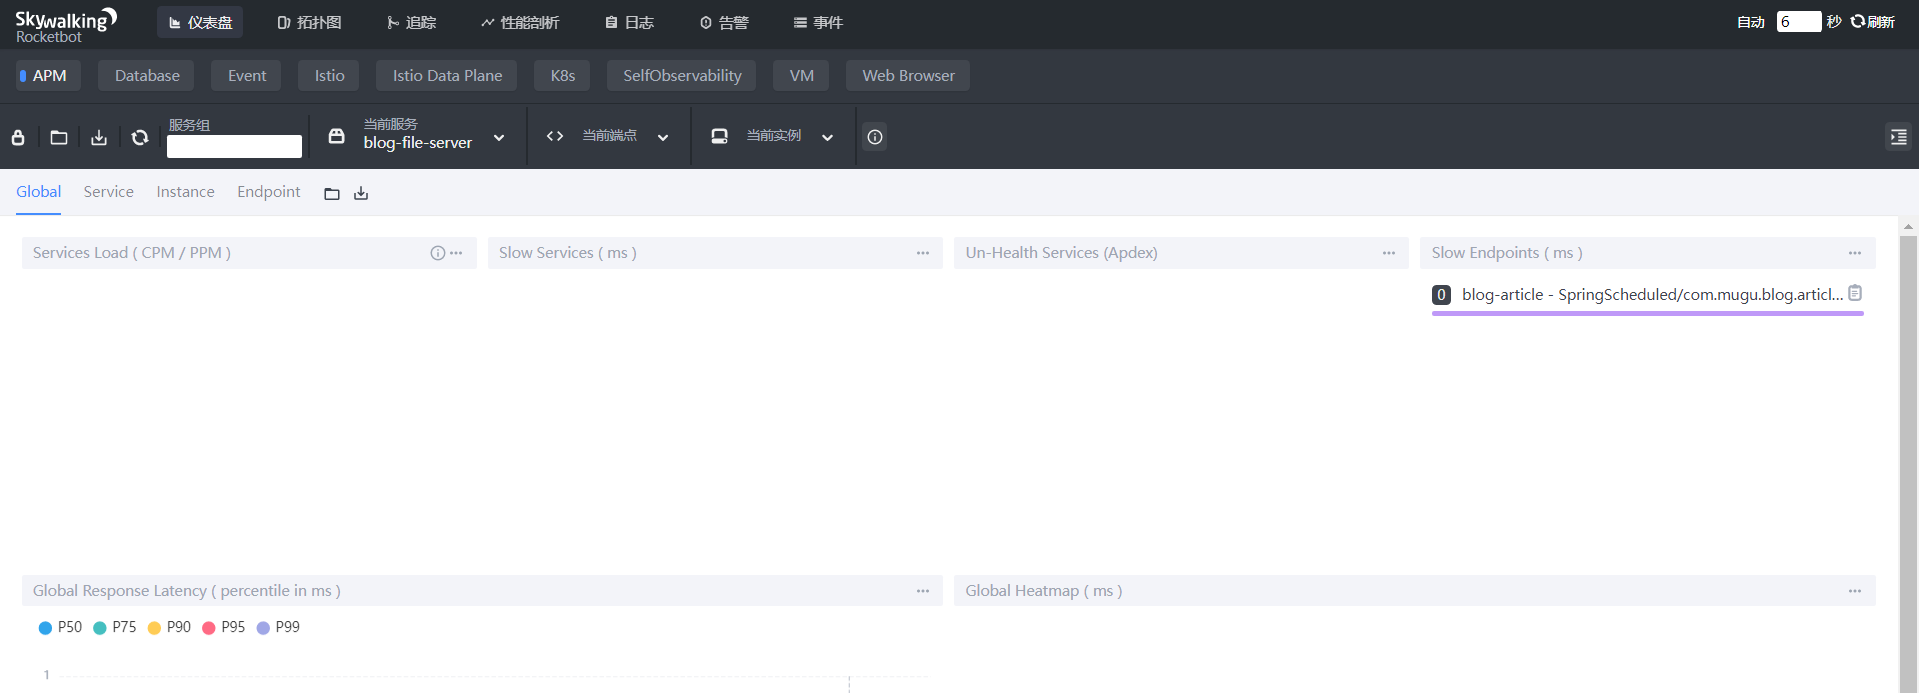 Skywalking
Rocketbot
仪表盘 拓扑图 追踪 性能剖析 日志 告警 事件 自动 6 秒 刷新
APM Database Event Istio Istio Data Plane K8s SelfObservability VM Web Browser
服务组 当前服务
blog-file-server 当前端点 当前实例
Global Service Instance Endpoint
Services Load ( CPM / PPM ) Slow Services ( ms ) Un-Health Services (Apdex) Slow Endpoints ( ms )
0 blog-article - SpringScheduled/com.mugu.blog.articl...
Global Response Latency ( percentile in ms ) Global Heatmap ( ms )
P50 P75 P90 P95 P99
1